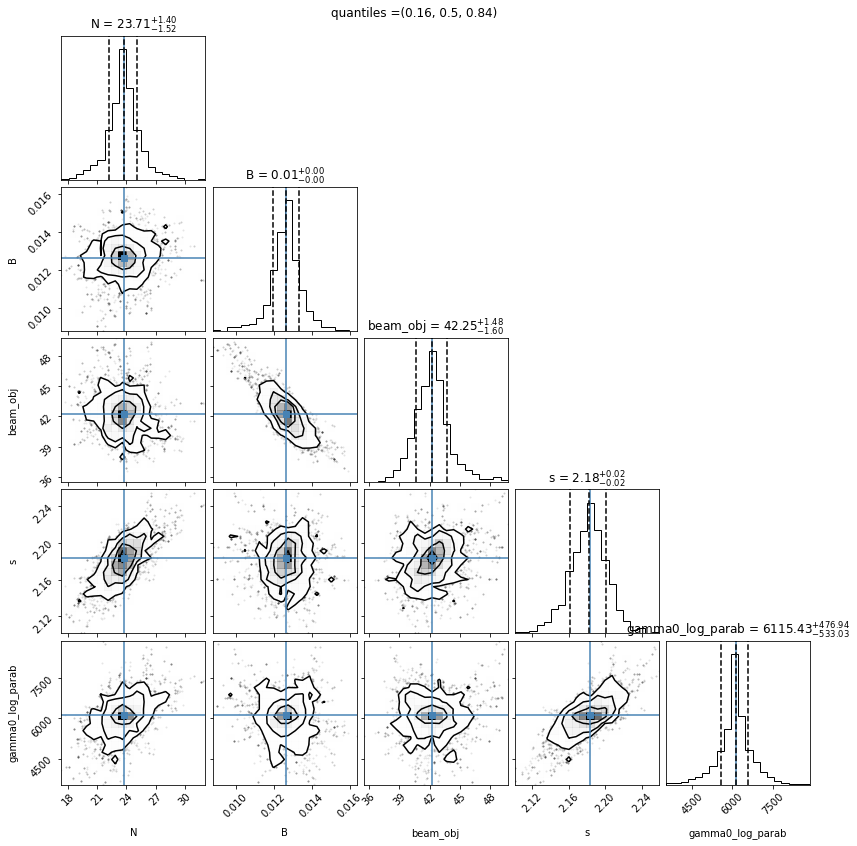 quantiles =(0.16, 0.5, 0.84)
N = 23.71 +1.40 −1.52
B = 0.01 +0.00 −0.00
0.016
0.014
0.012
0.010
B
beam_obj = 42.25 +1.48 −1.60
48
45
42
39
36
beam_obj
s = 2.18 +0.02 −0.02
2.24
2.20
2.16
2.12
s
gamma0_log_parab = 6115.43 +476.94 −533.03
7500
6000
4500
gamma0_log_parab
18 21 24 27 30
0.010 0.012 0.014 0.016
36 39 42 45 48
2.12 2.16 2.20 2.24
4500 6000 7500
N B beam_obj s gamma0_log_parab